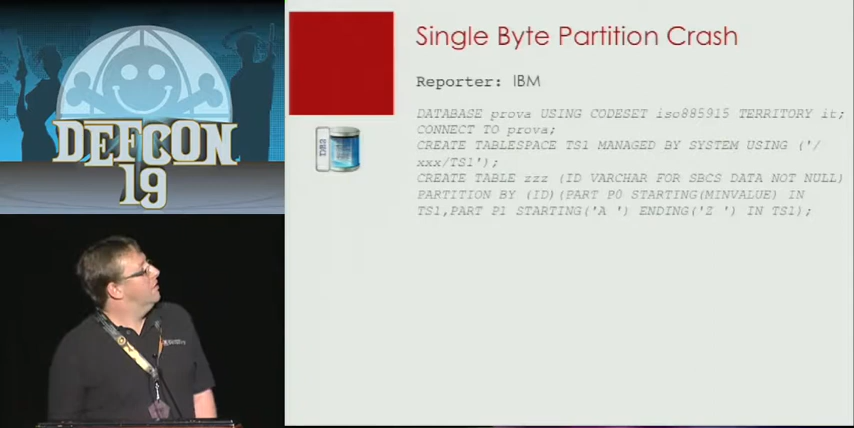 DEFCON
19
Single Byte Partition Crash
Reporter: IBM
DB2
DATABASE prova USING CODESET iso885915 TERRITORY it;
CONNECT TO prova;
CREATE TABLESPACE TS1 MANAGED BY SYSTEM USING ('/
xxx/TS1');
CREATE TABLE zzz (ID VARCHAR FOR SBCS DATA NOT NULL)
PARTITION BY (ID)(PART P0 STARTING(MINVALUE) IN
TS1,PART P1 STARTING('A ') ENDING('Z ') IN TS1);